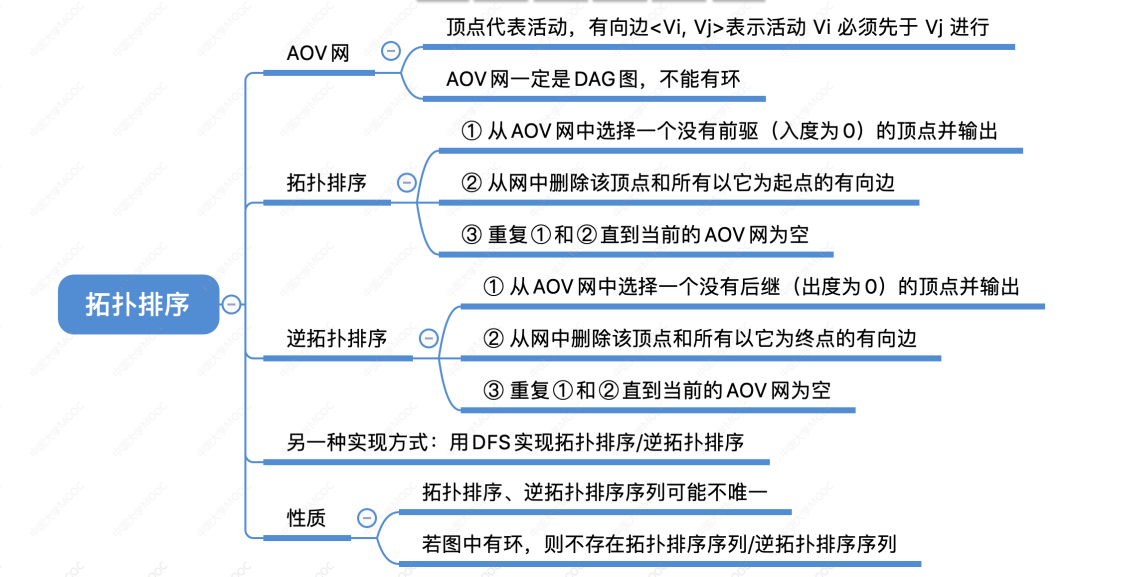 顶点代表活动，有向边<Vi, Vj>表示活动 Vi 必须先于 Vj 进行
AOV网
AOV网一定是DAG图，不能有环
① 从AOV网中选择一个没有前驱（入度为0）的顶点并输出
拓扑排序
② 从网中删除该顶点和所有以它为起点的有向边
③ 重复①和②直到当前的AOV网为空
① 从AOV网中选择一个没有后继（出度为0）的顶点并输出
拓扑排序
逆拓扑排序
② 从网中删除该顶点和所有以它为终点的有向边
③ 重复①和②直到当前的AOV网为空
另一种实现方式：用DFS实现拓扑排序/逆拓扑排序
拓扑排序、逆拓扑排序序列可能不唯一
性质
若图中有环，则不存在拓扑排序序列/逆拓扑排序序列
中国大学MOOC